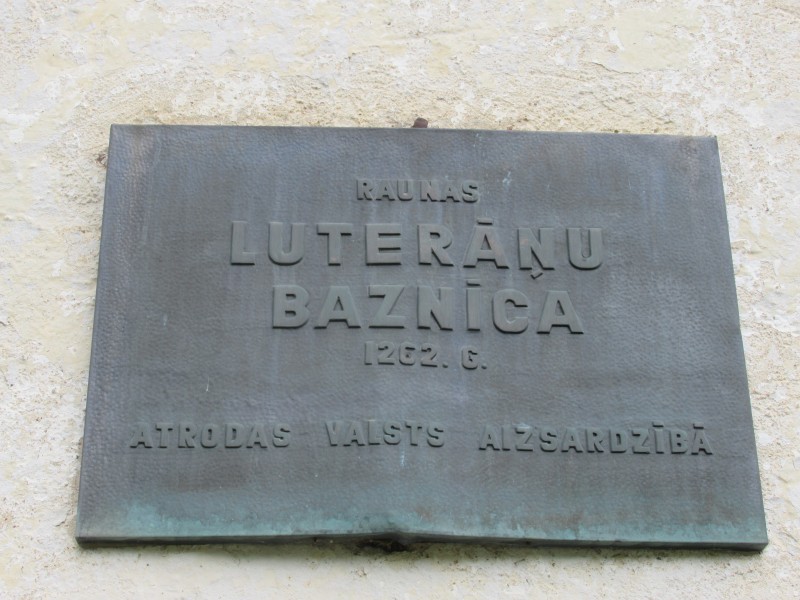 RAUNAS
LUTERĀŅU
BAZNĪCA
1262. G.
ATRODAS VALSTS AIZSARDZĪBĀ